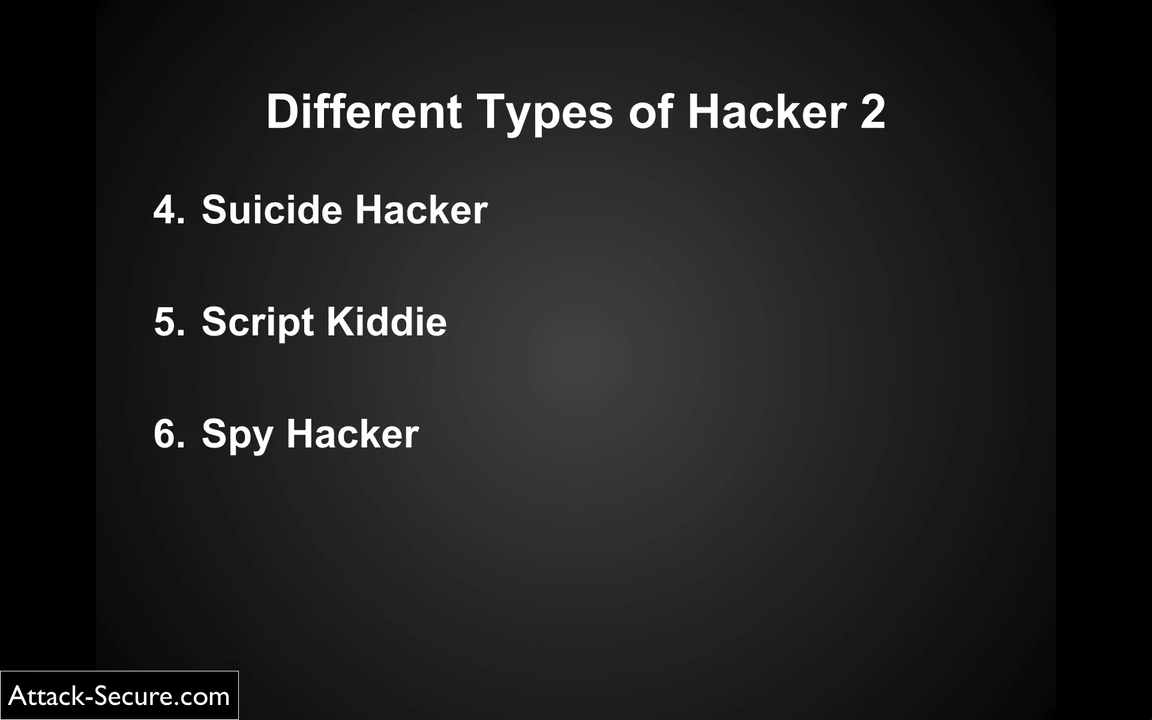 Different Types of Hacker 2
4. Suicide Hacker
5. Script Kiddie
6. Spy Hacker
Attack-Secure.com